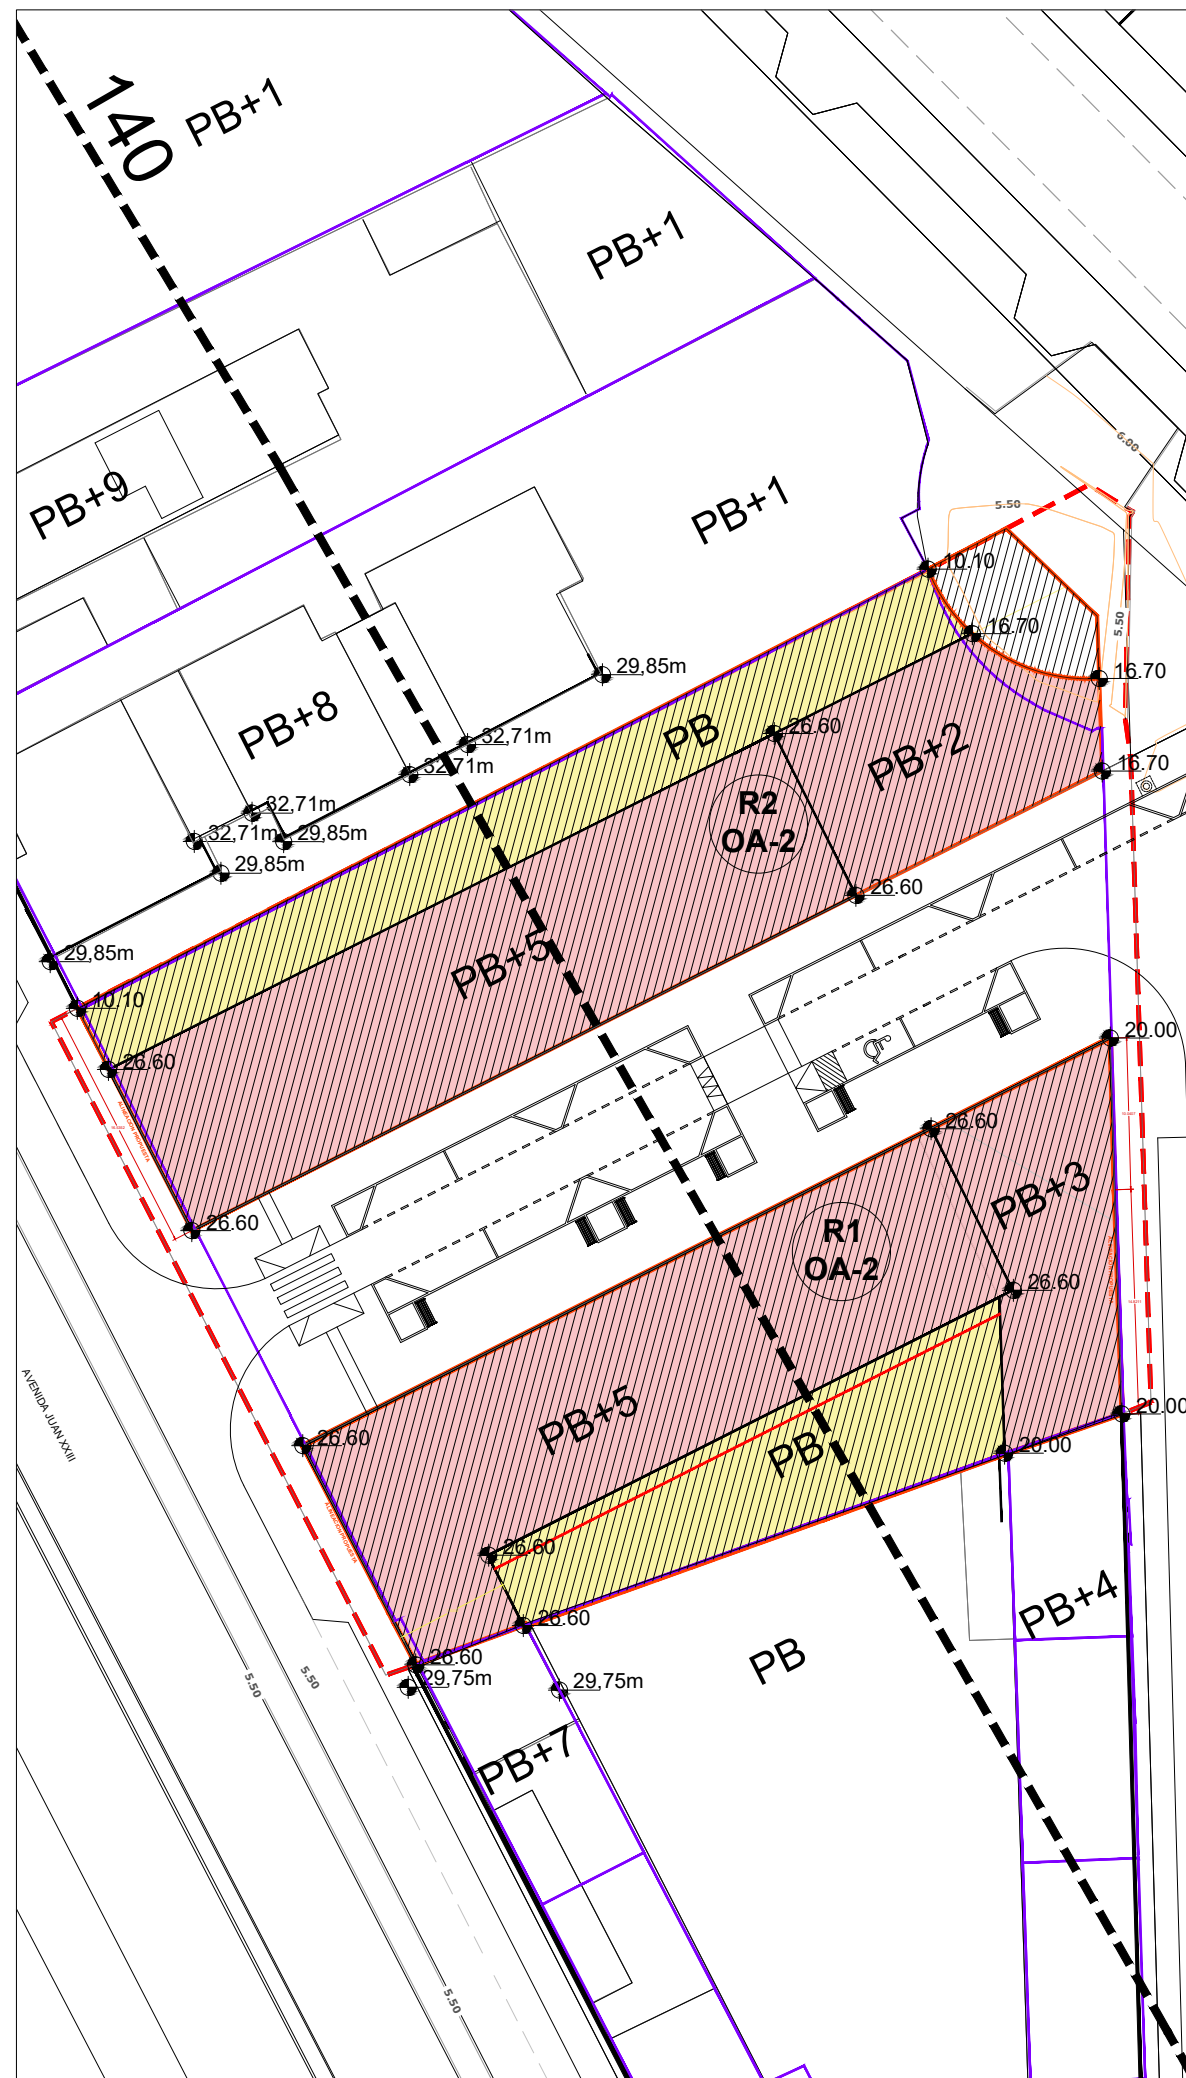 140
PB+1
PB+1
PB+9
PB+1
6.00
5.50
5.50
10.10
16.70
16.70
16.70
29,85m
PB+8
32,71m
32,71m
32,71m
32,71m
29,85m
29,85m
29,85m
PB
26.60
PB+2
R2
OA-2
26.60
PB+5
10.10
26.60
ALINEACION PROPUESTA
26.60
20.00
26.60
PB+3
R1
OA-2
26.60
PB+5
26.60
PB
20.00
20.00
AVENIDA JUAN XXIII
ALINEACION PROPUESTA
26.60
26.60
26.60
29,75m
29,75m
PB
PB+4
PB+7
5.50
5.50
5.50